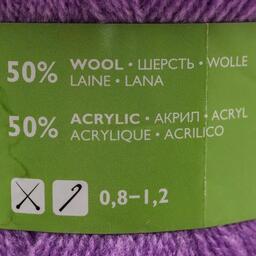 50% WOOL • ШЕРСТЬ • WOLLE
LAINE • LANA
50% ACRYLIC • АКРИЛ • ACRYL
ACRYLIQUE • ACRILICO
0,8–1,2